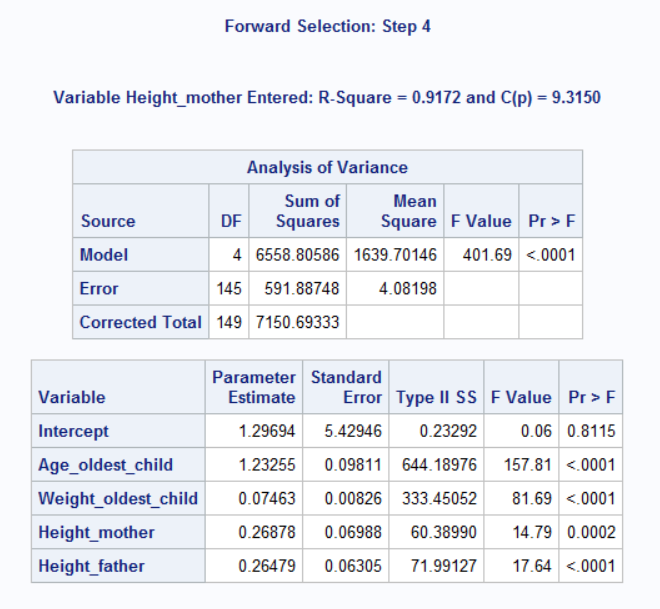 Forward Selection: Step 4
Variable Height_mother Entered: R-Square = 0.9172 and C(p) = 9.3150
Analysis of Variance
Source DF Sum of Squares Mean Square F Value Pr > F
Model 4 6558.80586 1639.70146 401.69 <.0001
Error 145 591.88748 4.08198
Corrected Total 149 7150.69333
Variable Parameter Estimate Standard Error Type II SS F Value Pr > F
Intercept 1.29694 5.42946 0.23292 0.06 0.8115
Age_oldest_child 1.23255 0.09811 644.18976 157.81 <.0001
Weight_oldest_child 0.07463 0.00826 333.45052 81.69 <.0001
Height_mother 0.26878 0.06988 60.38990 14.79 0.0002
Height_father 0.26479 0.06305 71.99127 17.64 <.0001